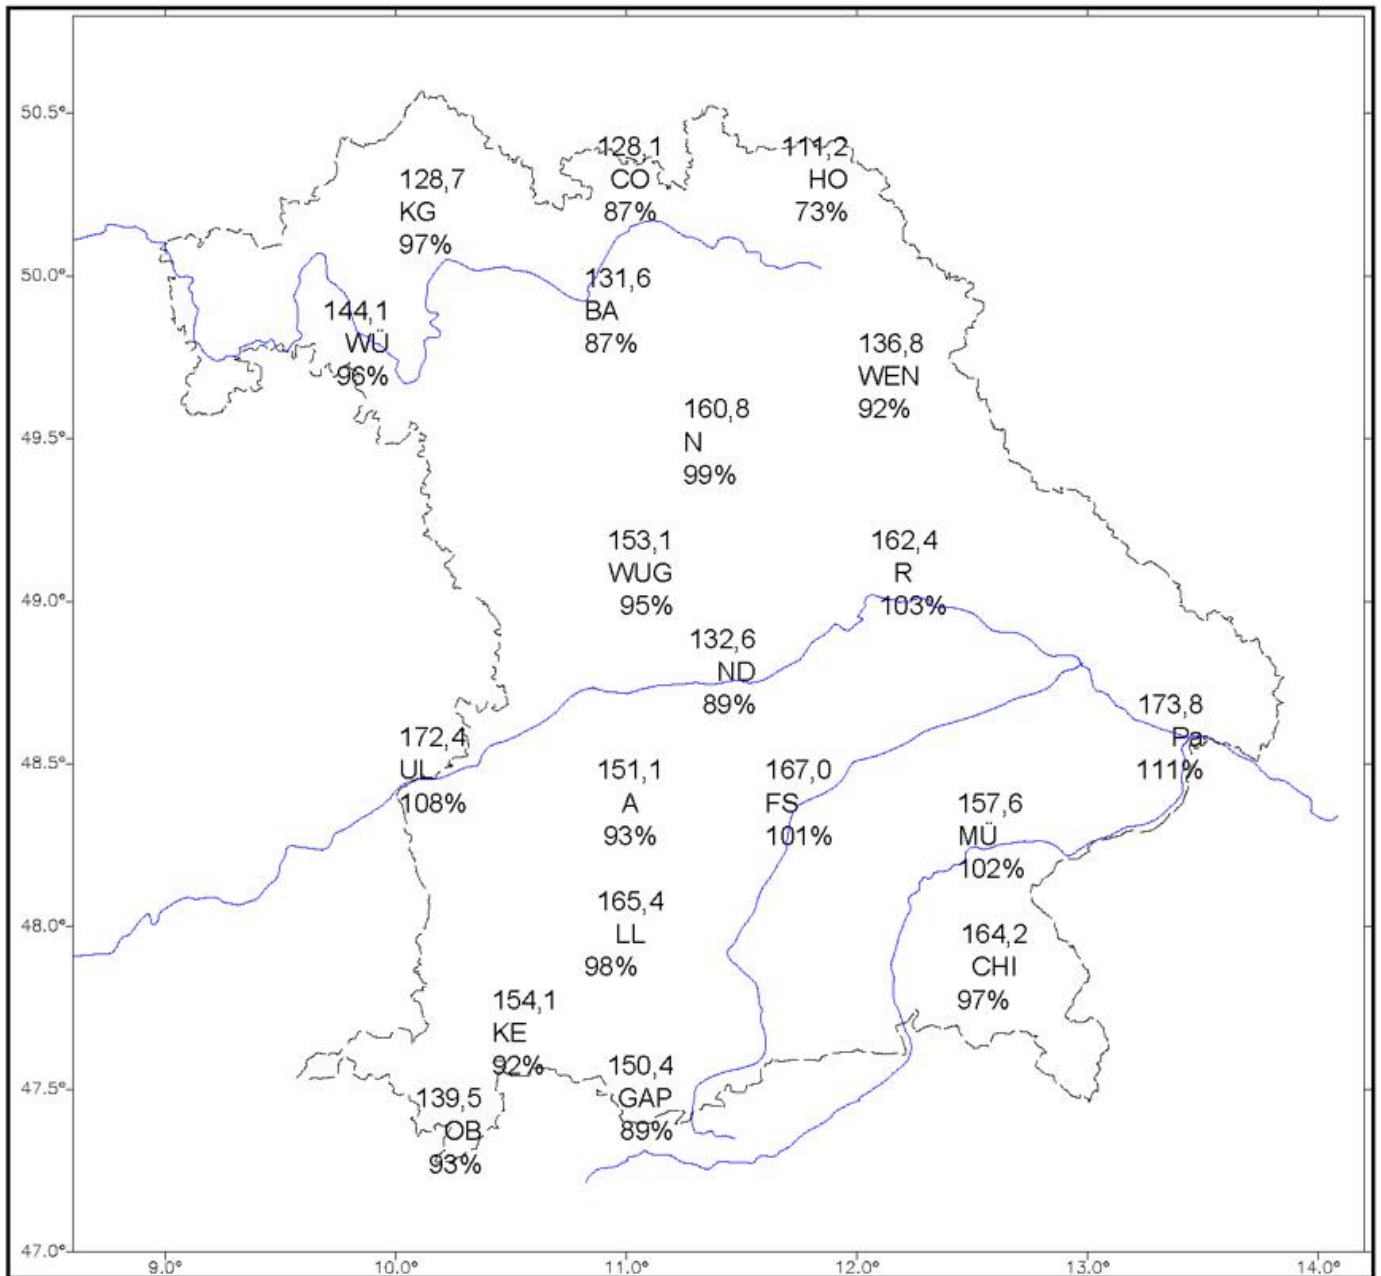 50.5°
128,1
CO
87%
111,2
HO
73%
128,7
KG
97%
50.0°
131,6
BA
87%
144,1
WÜ
96%
136,8
WEN
92%
160,8
N
99%
49.5°
153,1
WUG
95%
162,4
R
103%
49.0°
132,6
ND
89%
173,8
Pa
111%
172,4
UL
108%
48.5°
151,1
A
93%
167,0
FS
101%
157,6
MÜ
102%
165,4
LL
98%
48.0°
164,2
CHI
97%
154,1
KE
92%
150,4
GAP
89%
47.5°
139,5
OB
93%
47.0°
9.0°
10.0°
11.0°
12.0°
13.0°
14.0°